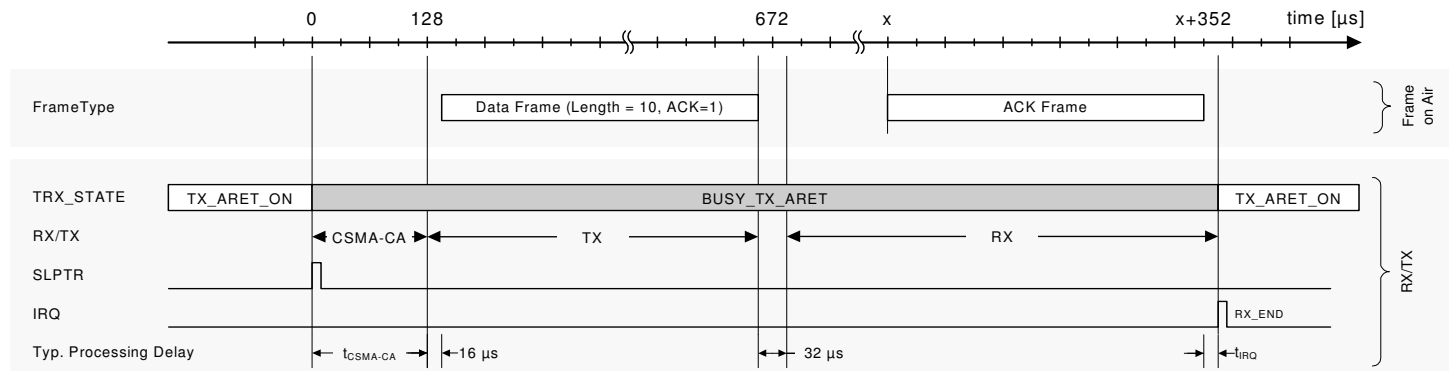 0 128 672 x x+352 time [µs]
FrameType Data Frame (Length = 10, ACK=1) ACK Frame Frame on Air
TRX_STATE TX_ARET_ON BUSY_TX_ARET TX_ARET_ON
RX/TX CSMA-CA TX RX
SLPTR
RX/TX
IRQ RX_END
Typ. Processing Delay tCSMA-CA 16 µs 32 µs tIRQ